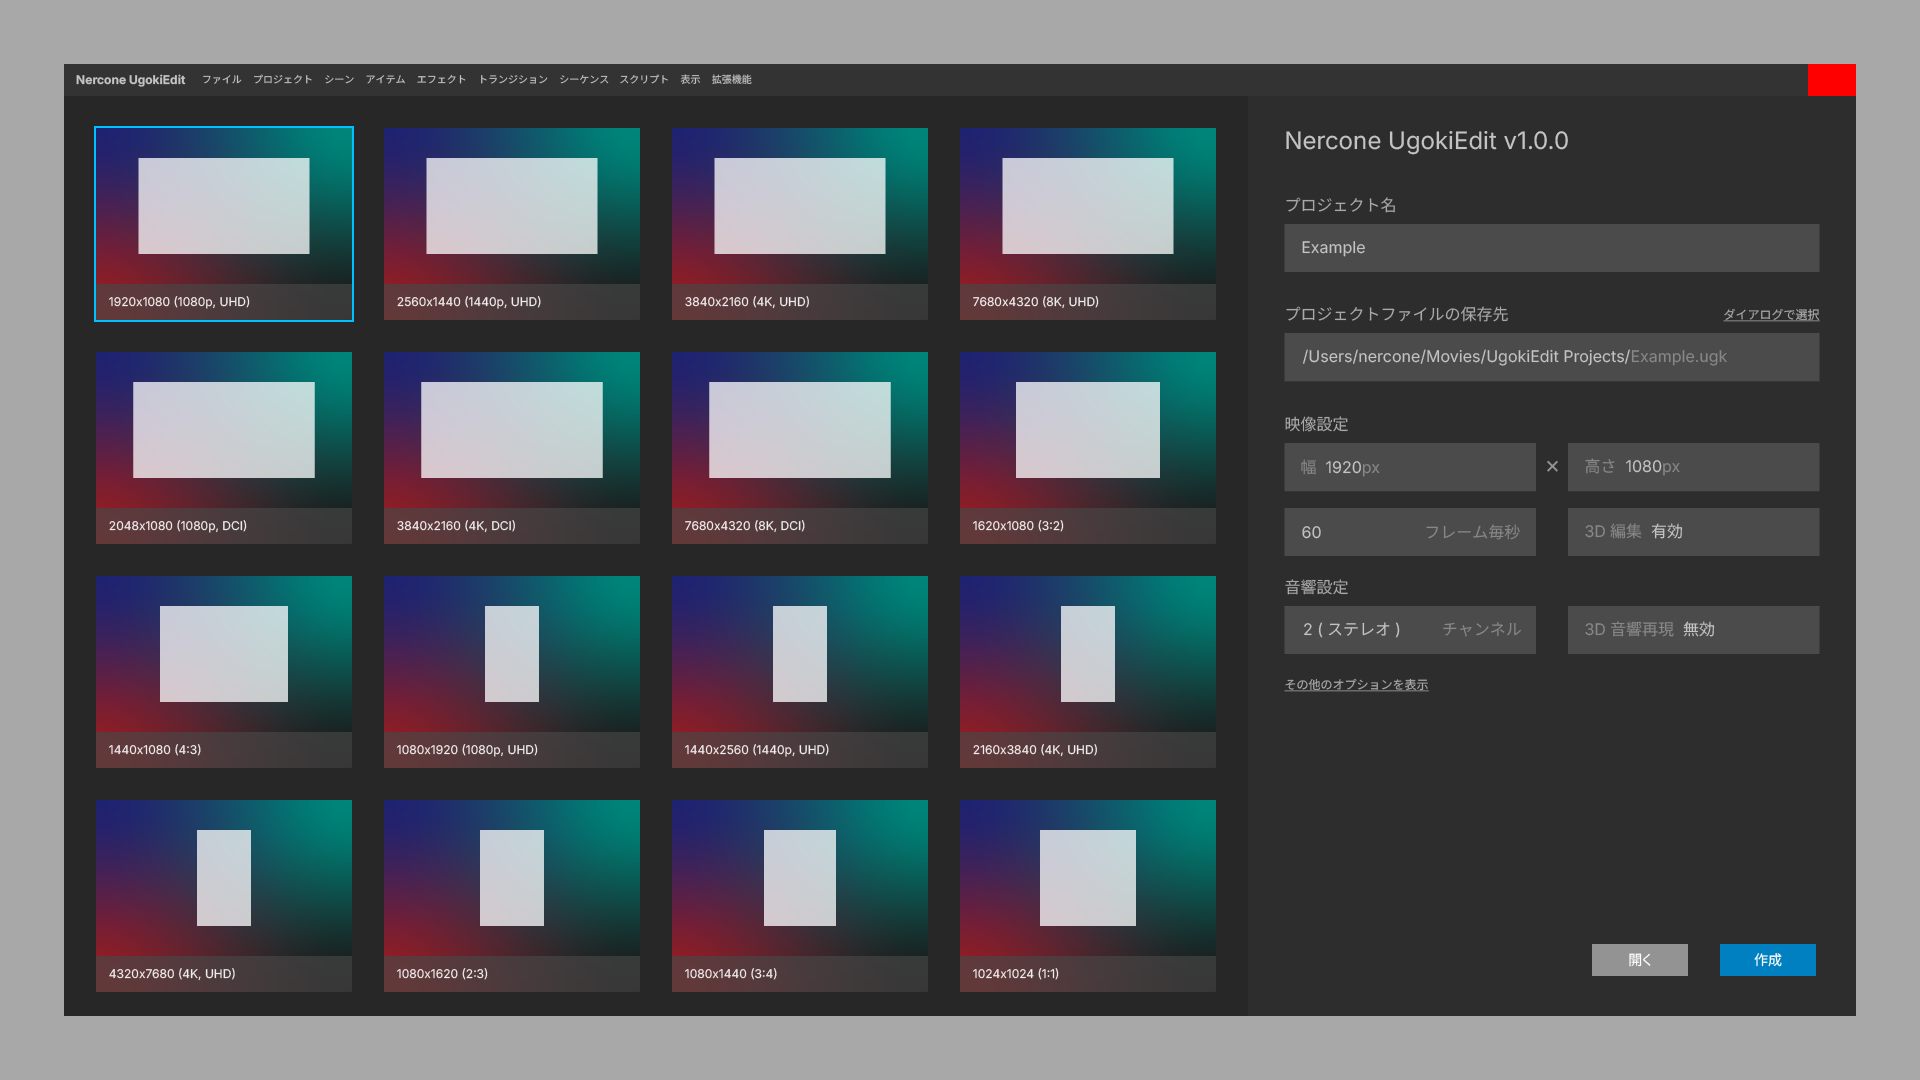 Nercone UgokiEdit ファイル プロジェクト シーン アイテム エフェクト トランジション シーケンス スクリプト 表示 拡張機能
1920x1080 (1080p, UHD)
2560x1440 (1440p, UHD)
3840x2160 (4K, UHD)
7680x4320 (8K, UHD)
2048x1080 (1080p, DCI)
3840x2160 (4K, DCI)
7680x4320 (8K, DCI)
1620x1080 (3:2)
1440x1080 (4:3)
1080x1920 (1080p, UHD)
1440x2560 (1440p, UHD)
2160x3840 (4K, UHD)
4320x7680 (4K, UHD)
1080x1620 (2:3)
1080x1440 (3:4)
1024x1024 (1:1)
Nercone UgokiEdit v1.0.0
プロジェクト名
Example
プロジェクトファイルの保存先 ダイアログで選択
/Users/nercone/Movies/UgokiEdit Projects/Example.ugk
映像設定
幅 1920px × 高さ 1080px
60 フレーム毎秒 3D 編集 有効
音響設定
2 ( ステレオ ) チャンネル 3D 音響再現 無効
その他のオプションを表示
開く 作成